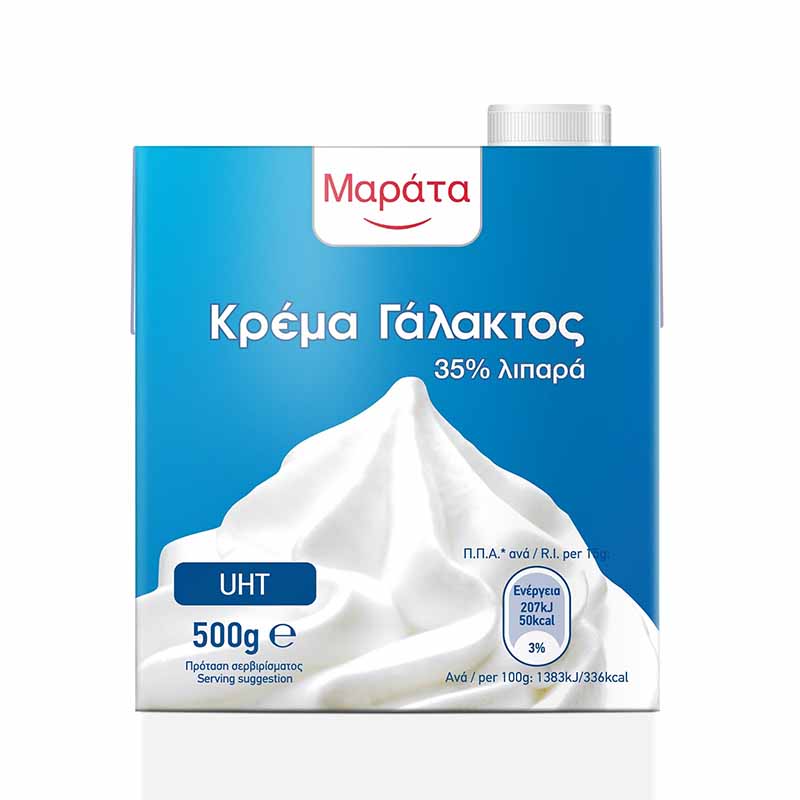 Μαράτα
Κρέμα Γάλακτος
35% λιπαρά
Π.Π.Α.* ανά / R.I. per 15g:
UHT
Ενέργεια
207kJ
50kcal
3%
500g ℮
Πρόταση σερβιρίσματος
Serving suggestion
Ανά / per 100g: 1383kJ/336kcal